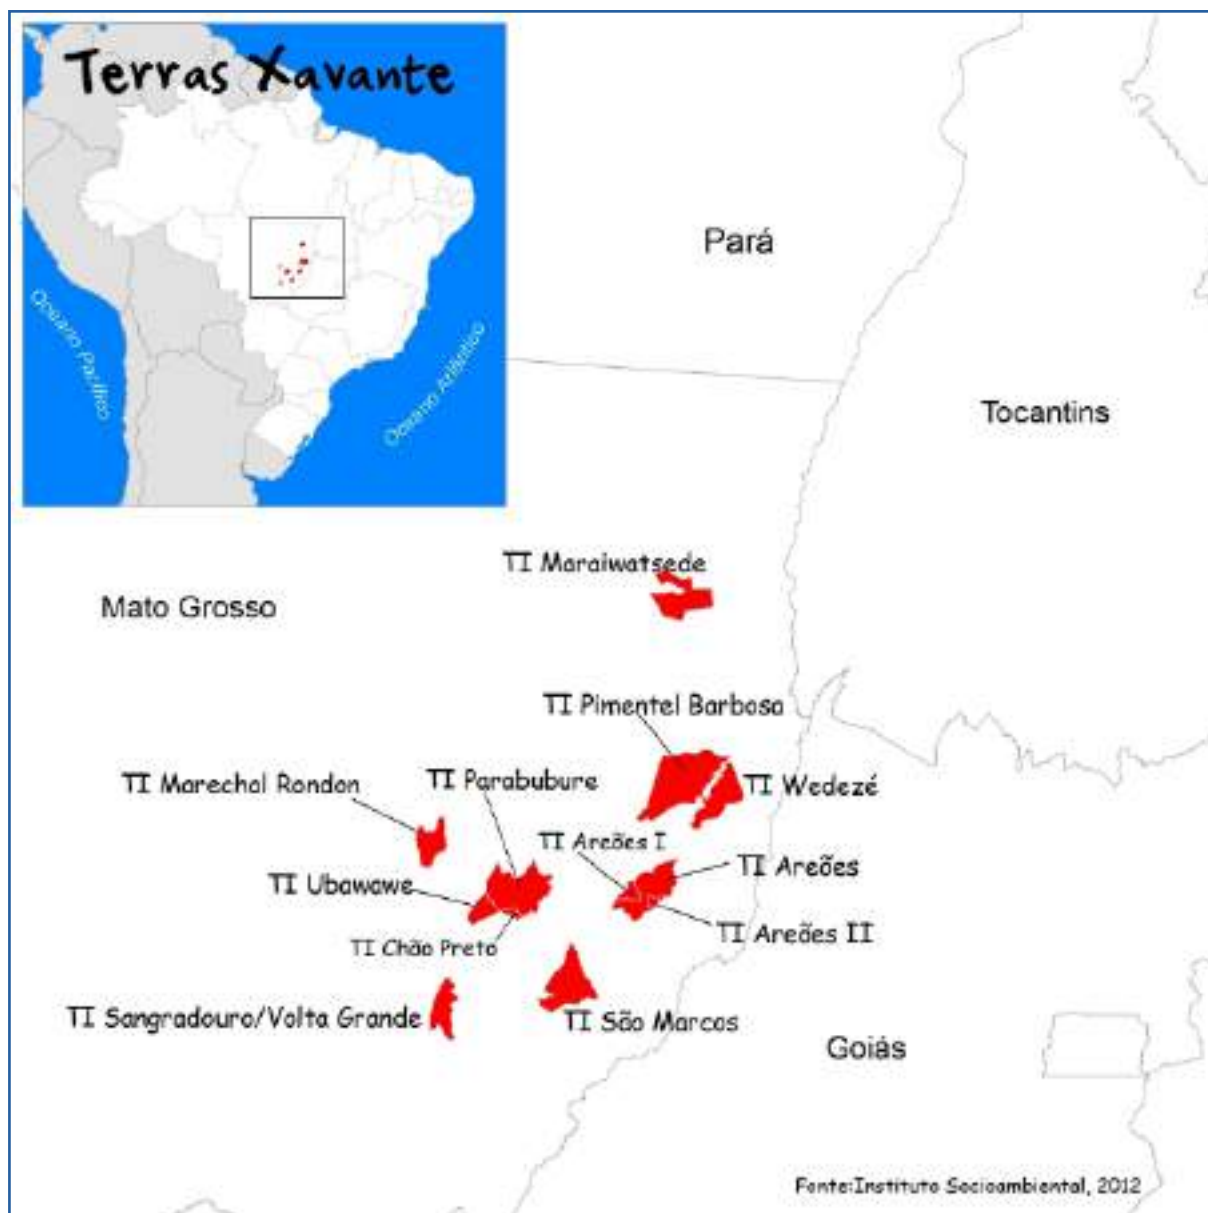 Terras Xavante
Oceano Pacífico
Oceano Atlântico
Pará
Tocantins
Mato Grosso
TI Maraiwatsede
TI Pimentel Barbosa
TI Marechal Rondon
TI Parabubure
TI Wedezé
TI Areões I
TI Areões
TI Ubawawe
TI Areões II
TI Chão Preto
TI Sangradouro/Volta Grande
TI São Marcos
Goiás
Fonte:Instituto Socioambiental, 2012